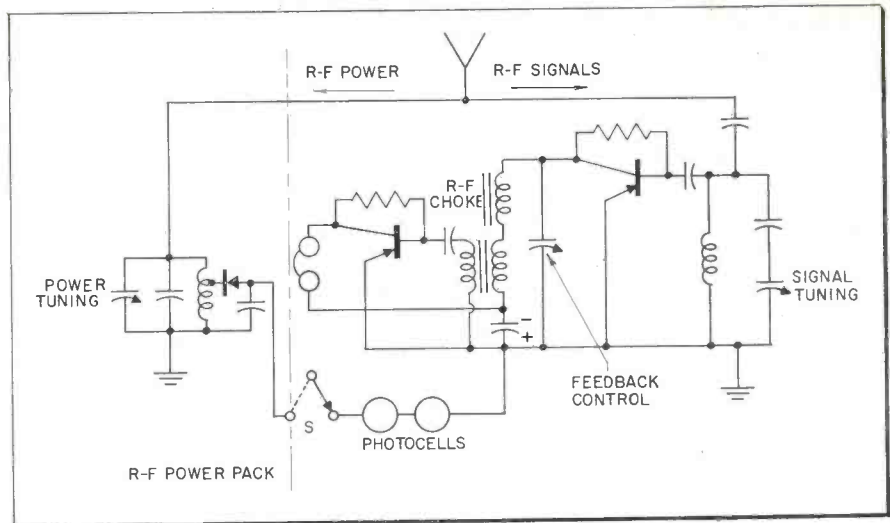 R-F POWER
R-F SIGNALS
R-F
CHOKE
POWER
TUNING
−
+
SIGNAL
TUNING
FEEDBACK
CONTROL
S
PHOTOCELLS
R-F POWER PACK